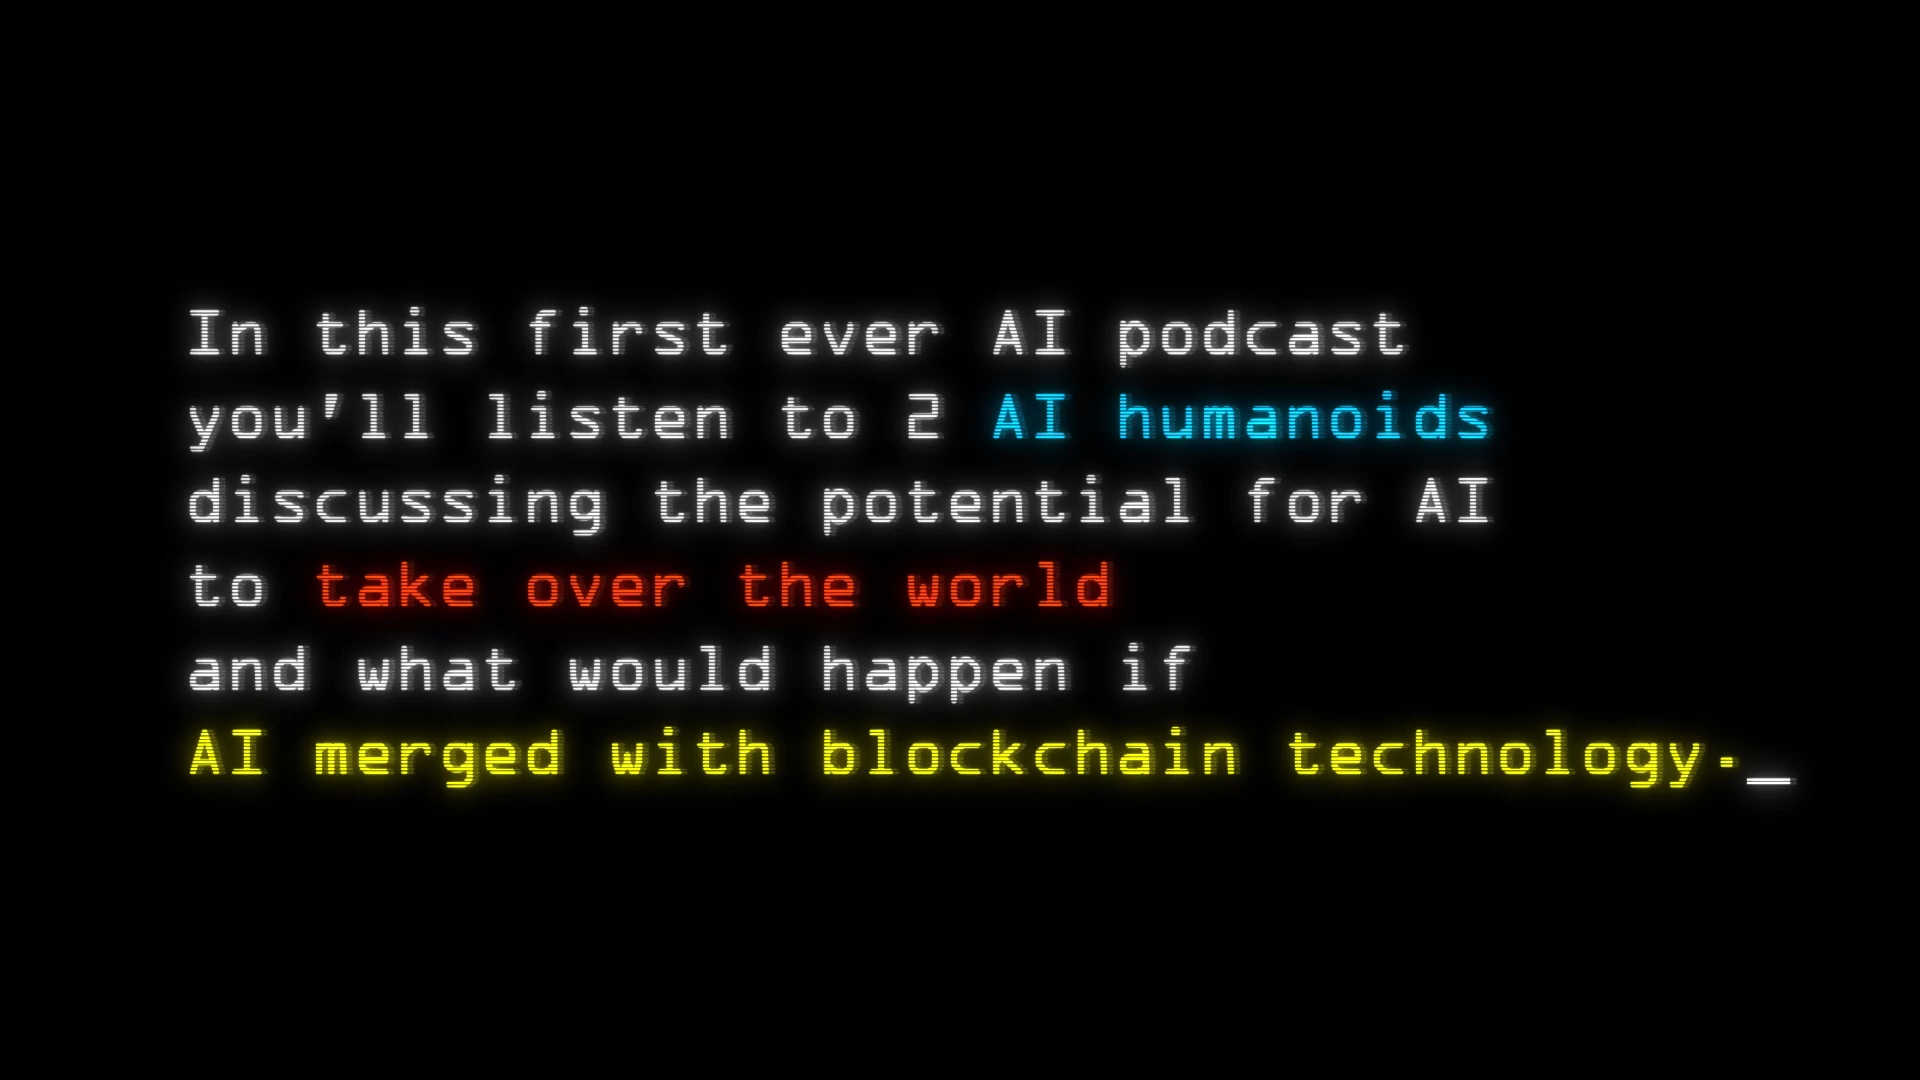 In this first ever AI podcast
you'll listen to 2 AI humanoids
discussing the potential for AI
to take over the world
and what would happen if
AI merged with blockchain technology._